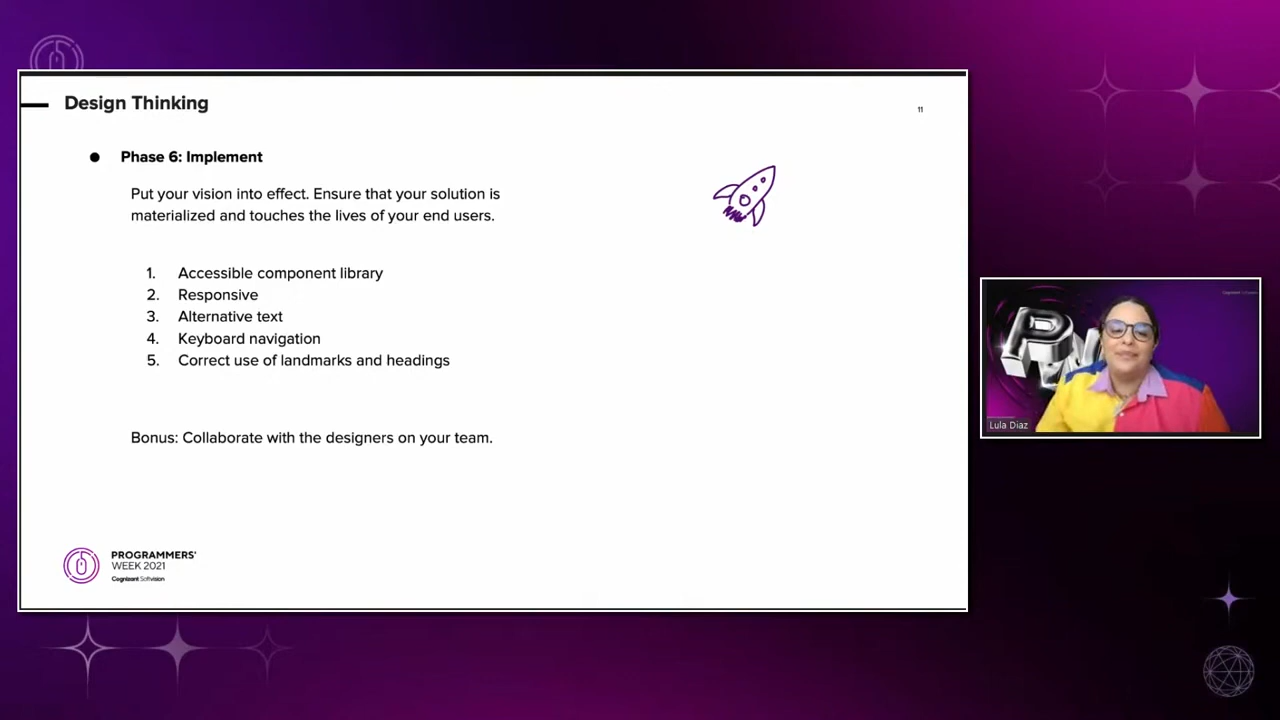 Design Thinking
11
● Phase 6: Implement
Put your vision into effect. Ensure that your solution is
materialized and touches the lives of your end users.
1. Accessible component library
2. Responsive
3. Alternative text
4. Keyboard navigation
5. Correct use of landmarks and headings
Bonus: Collaborate with the designers on your team.
PROGRAMMERS'
WEEK 2021
Cognizant Softvision
Lula Diaz